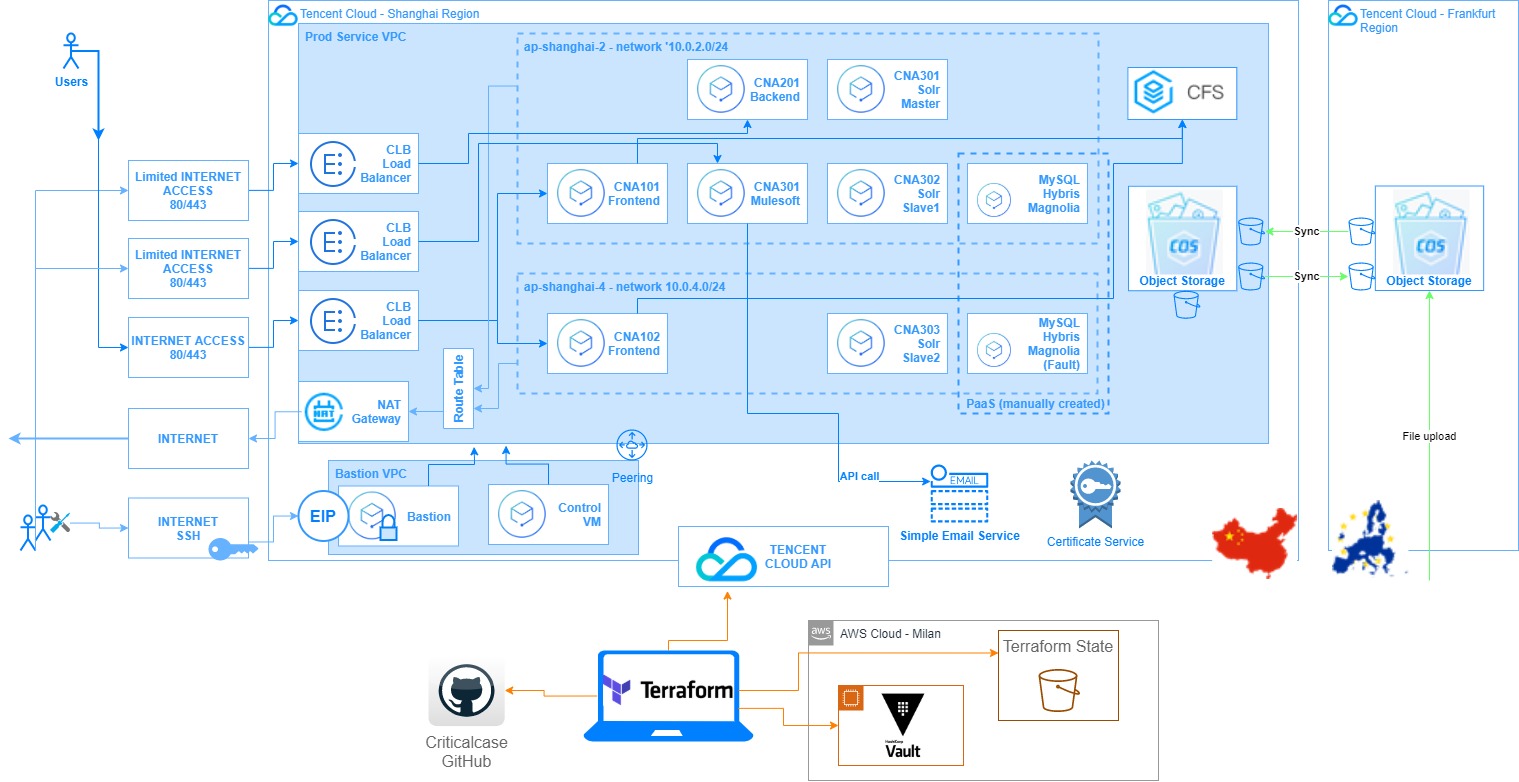 Tencent Cloud - Shanghai Region
Tencent Cloud - Frankfurt
Region
Prod Service VPC
ap-shanghai-2 - network '10.0.2.0/24
Users
CNA201
Backend
CNA301
Solr
Master
CFS
CLB
Load
Balancer
Limited INTERNET
ACCESS
80/443
CNA101
Frontend
CNA301
Mulesoft
CNA302
Solr
Slave1
MySQL
Hybris
Magnolia
COS
Object Storage
COS
Object Storage
Sync
Sync
CLB
Load
Balancer
Limited INTERNET
ACCESS
80/443
ap-shanghai-4 - network 10.0.4.0/24
CLB
Load
Balancer
INTERNET ACCESS
80/443
CNA102
Frontend
CNA303
Solr
Slave2
MySQL
Hybris
Magnolia
(Fault)
PaaS (manually created)
Route Table
NAT
NAT
Gateway
INTERNET
File upload
Peering
Bastion VPC
EIP
Bastion
Control
VM
INTERNET
SSH
API call
EMAIL
Simple Email Service
Certificate Service
TENCENT
CLOUD API
aws
AWS Cloud - Milan
Terraform State
Terraform
HashiCorp
Vault
Criticalcase
GitHub